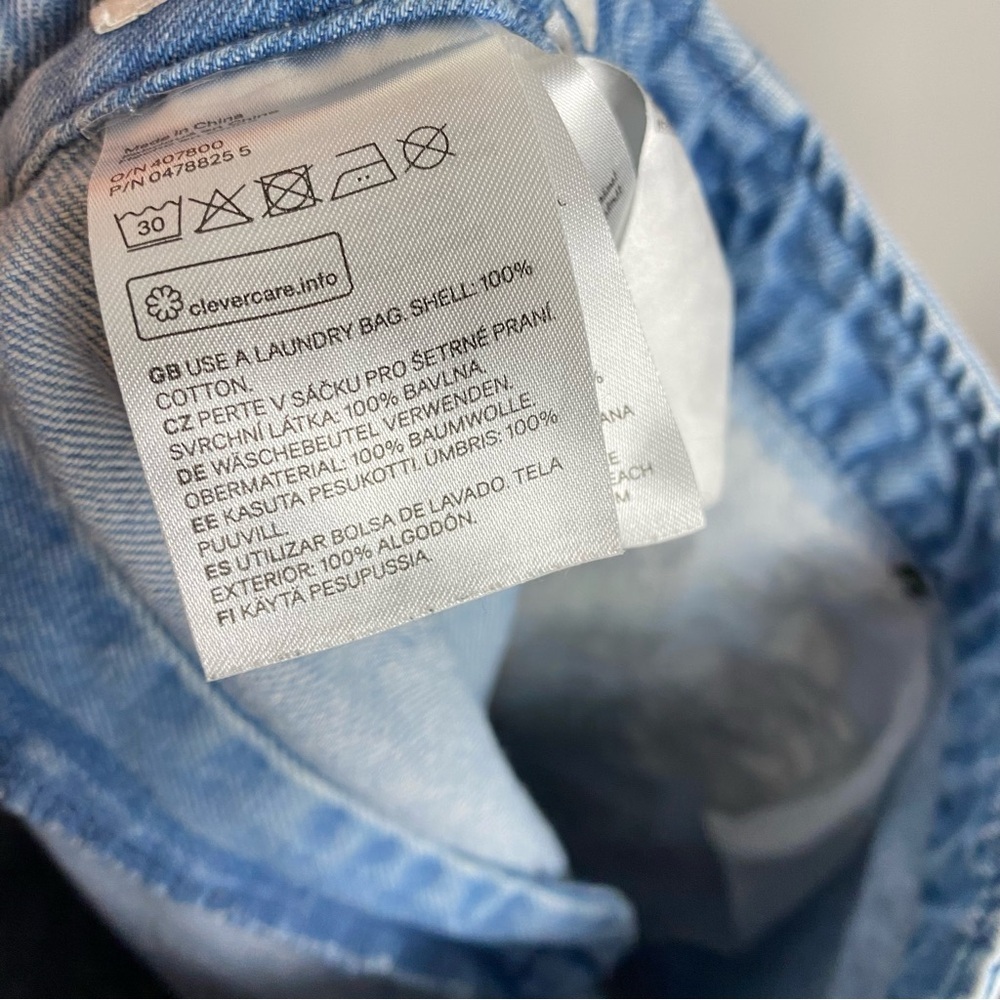 Made in China
O/N 407800
P/N 0478825 5
30
clevercare.info
GB USE A LAUNDRY BAG. SHELL: 100%
COTTON.
CZ PERTE V SÁČKU PRO ŠETRNÉ PRANÍ.
SVRCHNÍ LÁTKA: 100% BAVLNA.
DE WÄSCHEBEUTEL VERWENDEN.
OBERMATERIAL: 100% BAUMWOLLE.
EE KASUTA PESUKOTTI. ÜMBRIS: 100%
PUUVILL.
ES UTILIZAR BOLSA DE LAVADO. TELA
EXTERIOR: 100% ALGODÓN.
FI KÄYTÄ PESUPUSSIA.
%
ANA
E
EACH
M